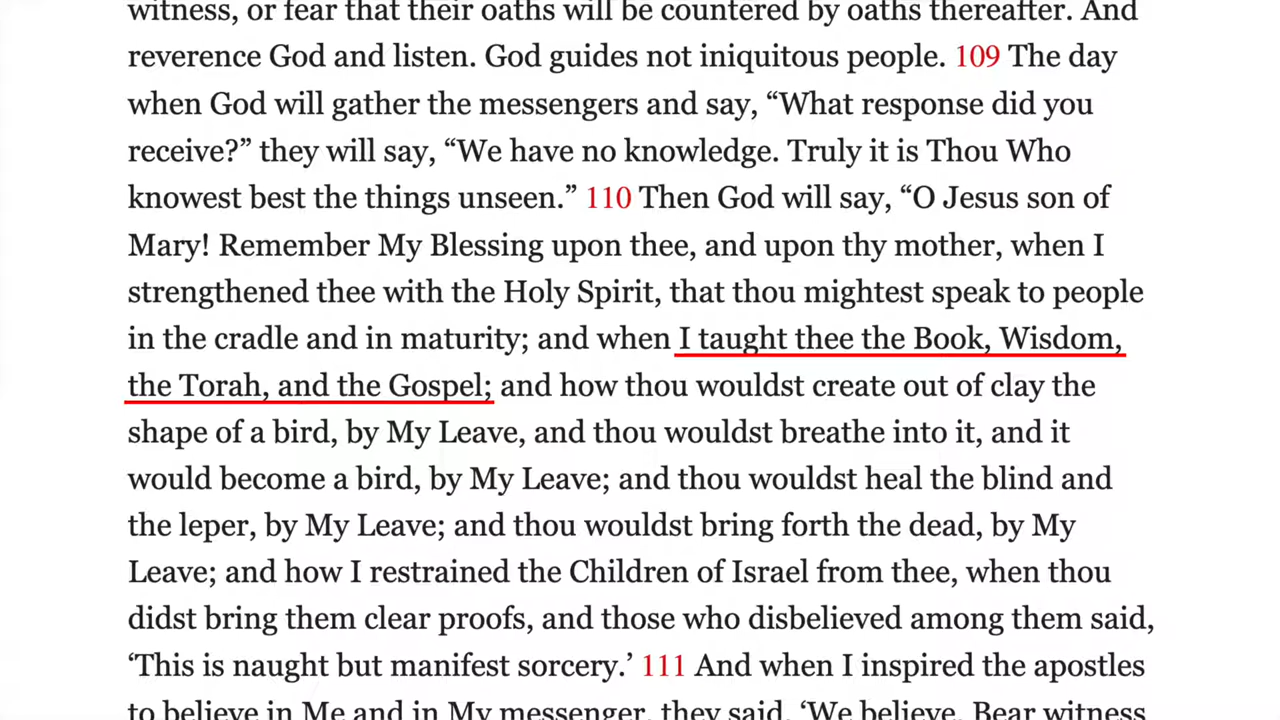 witness, or fear that their oaths will be countered by oaths thereafter. And
reverence God and listen. God guides not iniquitous people. 109 The day
when God will gather the messengers and say, “What response did you
receive?” they will say, “We have no knowledge. Truly it is Thou Who
knowest best the things unseen.” 110 Then God will say, “O Jesus son of
Mary! Remember My Blessing upon thee, and upon thy mother, when I
strengthened thee with the Holy Spirit, that thou mightest speak to people
in the cradle and in maturity; and when I taught thee the Book, Wisdom,
the Torah, and the Gospel; and how thou wouldst create out of clay the
shape of a bird, by My Leave, and thou wouldst breathe into it, and it
would become a bird, by My Leave; and thou wouldst heal the blind and
the leper, by My Leave; and thou wouldst bring forth the dead, by My
Leave; and how I restrained the Children of Israel from thee, when thou
didst bring them clear proofs, and those who disbelieved among them said,
‘This is naught but manifest sorcery.’ 111 And when I inspired the apostles
to believe in Me and in My messenger, they said, ‘We believe. Bear witness